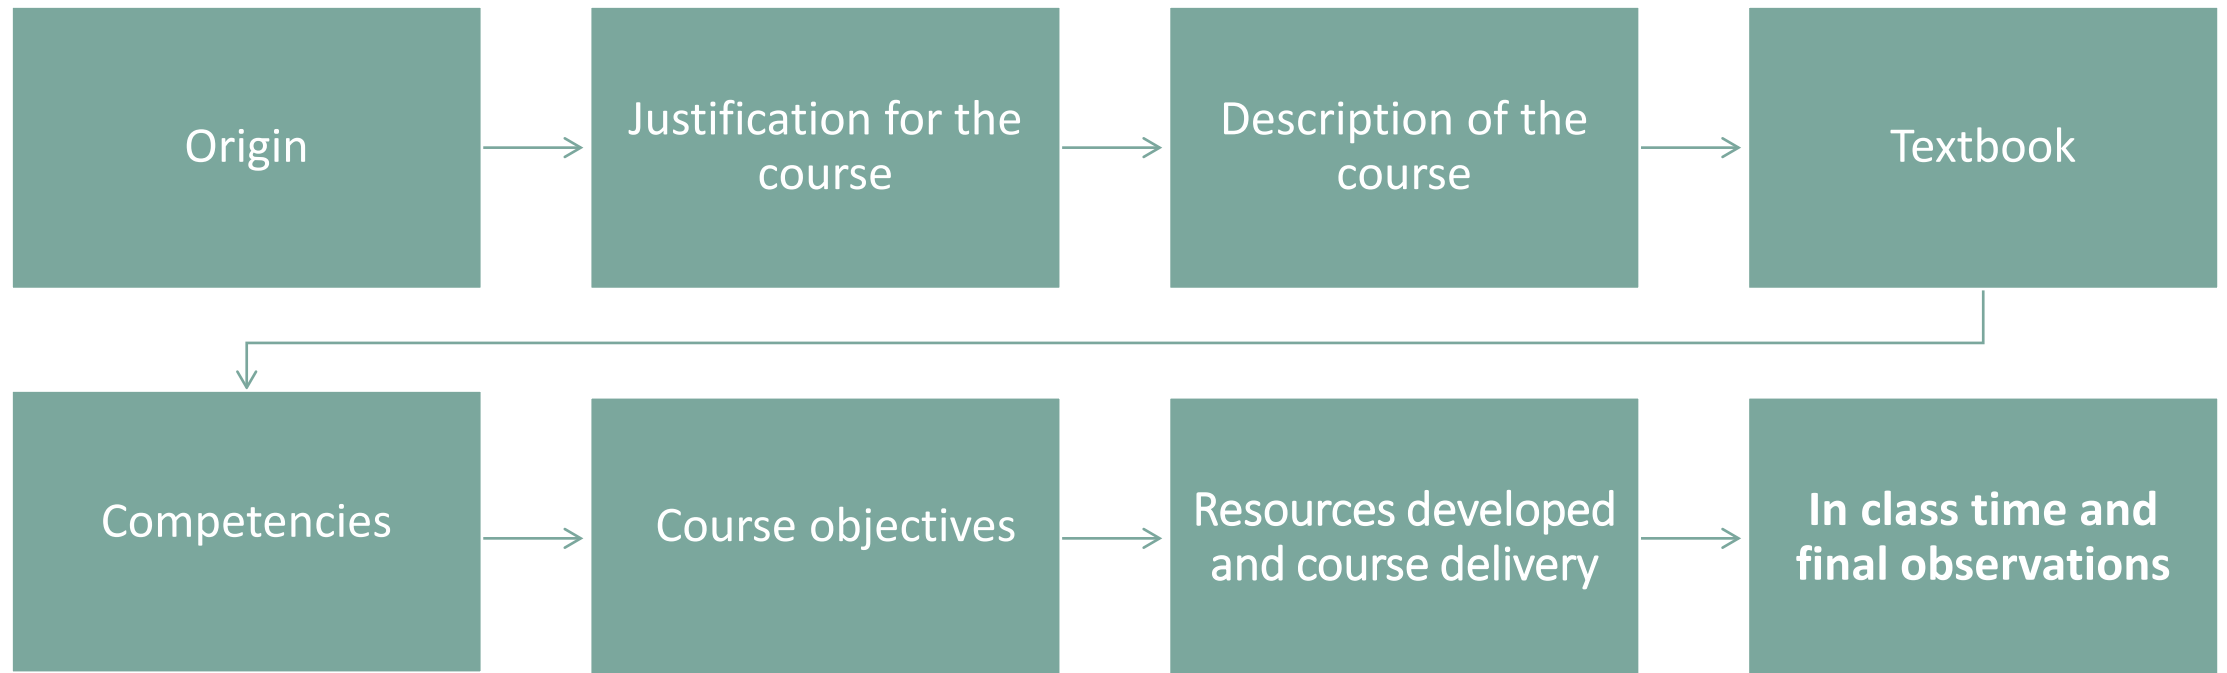 Origin
Justification for the
course
Description of the
course
Textbook
Competencies
Course objectives
Resources developed
and course delivery
In class time and
final observations